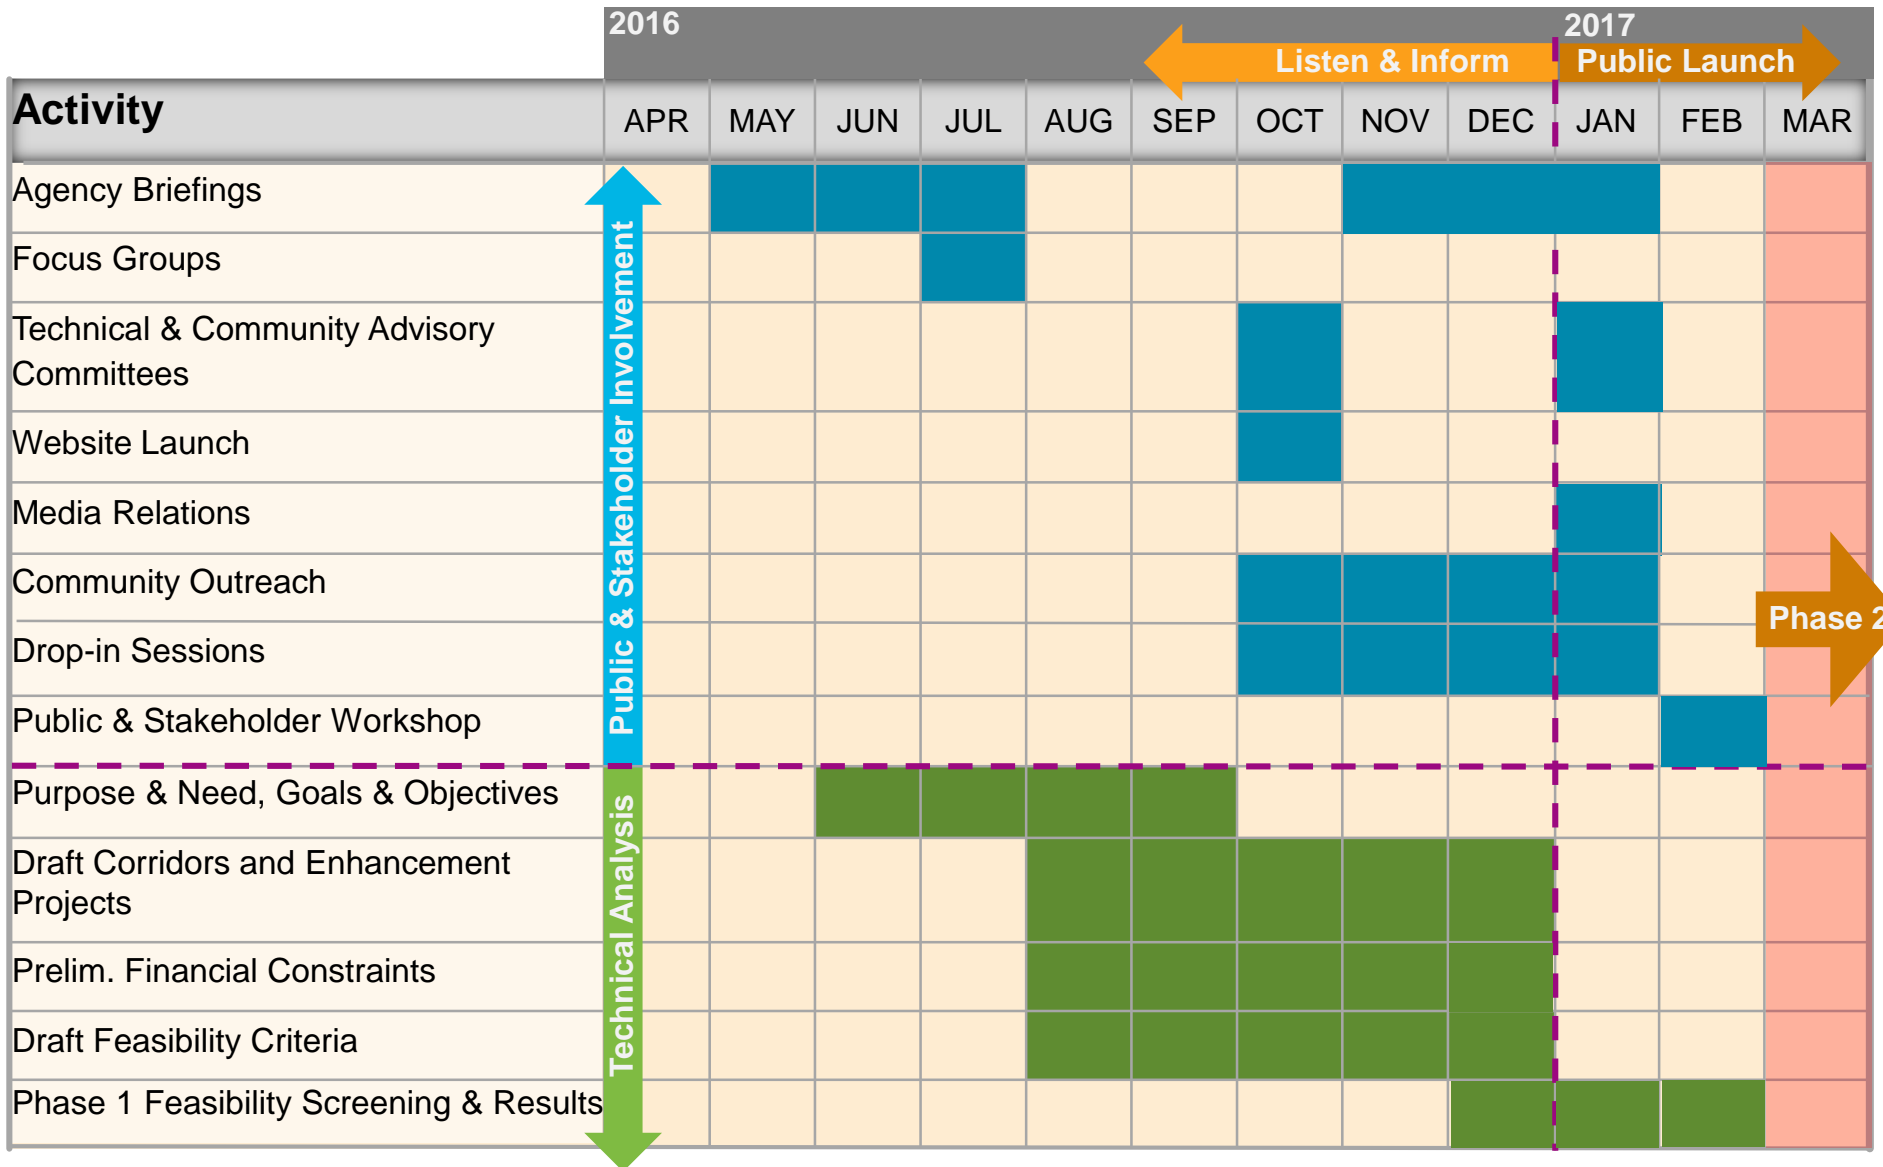 2016
2017
Listen & Inform
Public Launch
Activity
APR MAY JUN JUL AUG SEP OCT NOV DEC JAN FEB MAR
Agency Briefings
Focus Groups
Technical & Community Advisory
Committees
Website Launch
Media Relations
Community Outreach
Drop-in Sessions
Public & Stakeholder Workshop
Public & Stakeholder Involvement
Phase 2
Purpose & Need, Goals & Objectives
Draft Corridors and Enhancement
Projects
Prelim. Financial Constraints
Draft Feasibility Criteria
Phase 1 Feasibility Screening & Results
Technical Analysis